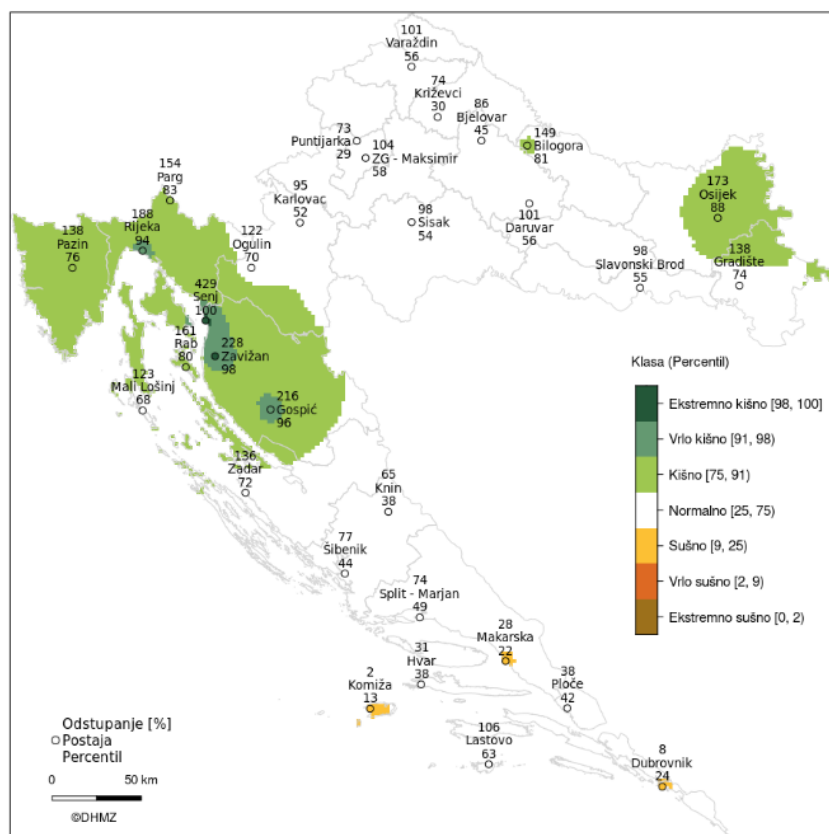 101
Varaždin
56
74
Križevci
30
86
Bjelovar
45
149
Bilogora
81
73
Puntijarka
29
104
ZG - Maksimir
58
154
Parg
83
95
Karlovac
52
98
Sisak
54
101
Daruvar
56
173
Osijek
88
138
Gradište
74
98
Slavonski Brod
55
138
Pazin
76
188
Rijeka
94
122
Ogulin
70
429
Senj
100
161
Rab
80
228
Zavižan
98
123
Mali Lošinj
68
216
Gospić
96
136
Zadar
72
65
Knin
38
77
Šibenik
44
74
Split - Marjan
49
28
Makarska
22
31
Hvar
38
2
Komiža
13
38
Ploče
42
106
Lastovo
63
8
Dubrovnik
24
Klasa (Percentil)
Ekstremno kišno [98, 100]
Vrlo kišno [91, 98)
Kišno [75, 91)
Normalno [25, 75)
Sušno [9, 25)
Vrlo sušno [2, 9)
Ekstremno sušno [0, 2)
Odstupanje [%]
Postaja
Percentil
0 50 km
©DHMZ